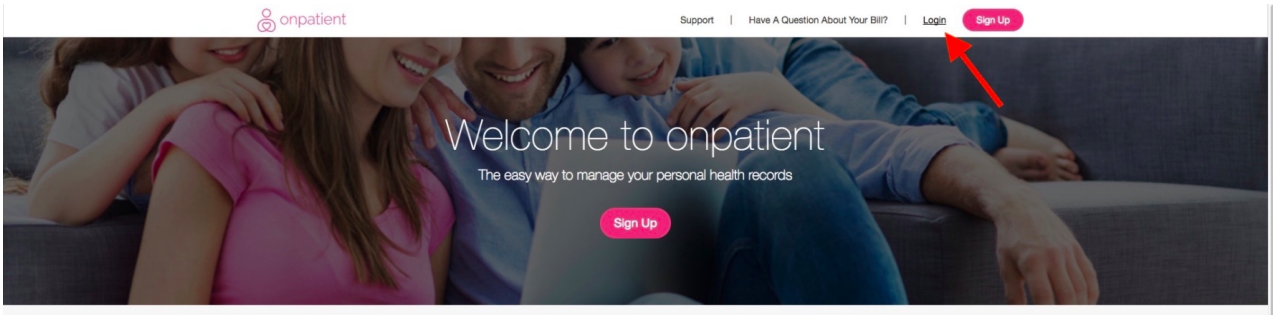 onpatient
Support | Have A Question About Your Bill? | Login Sign Up
Welcome to onpatient
The easy way to manage your personal health records
Sign Up